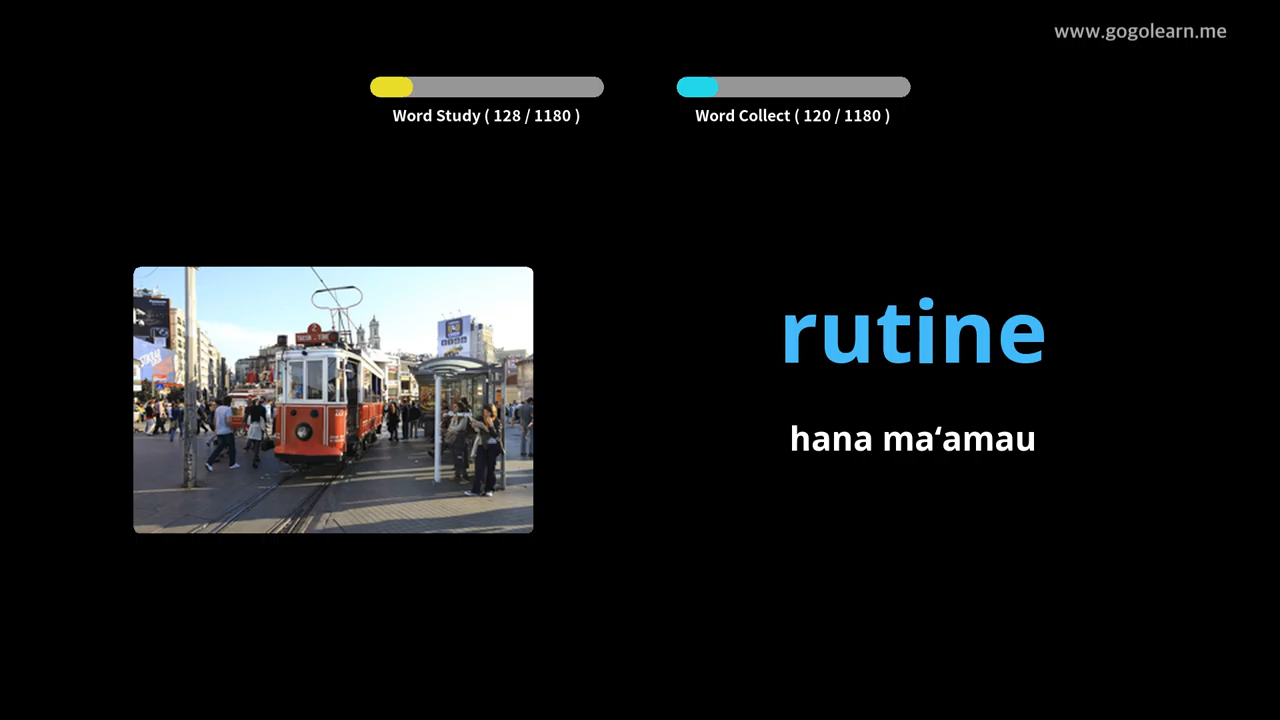 www.gogolearn.me
Word Study ( 128 / 1180 )
Word Collect ( 120 / 1180 )
rutine
hana maʻamau